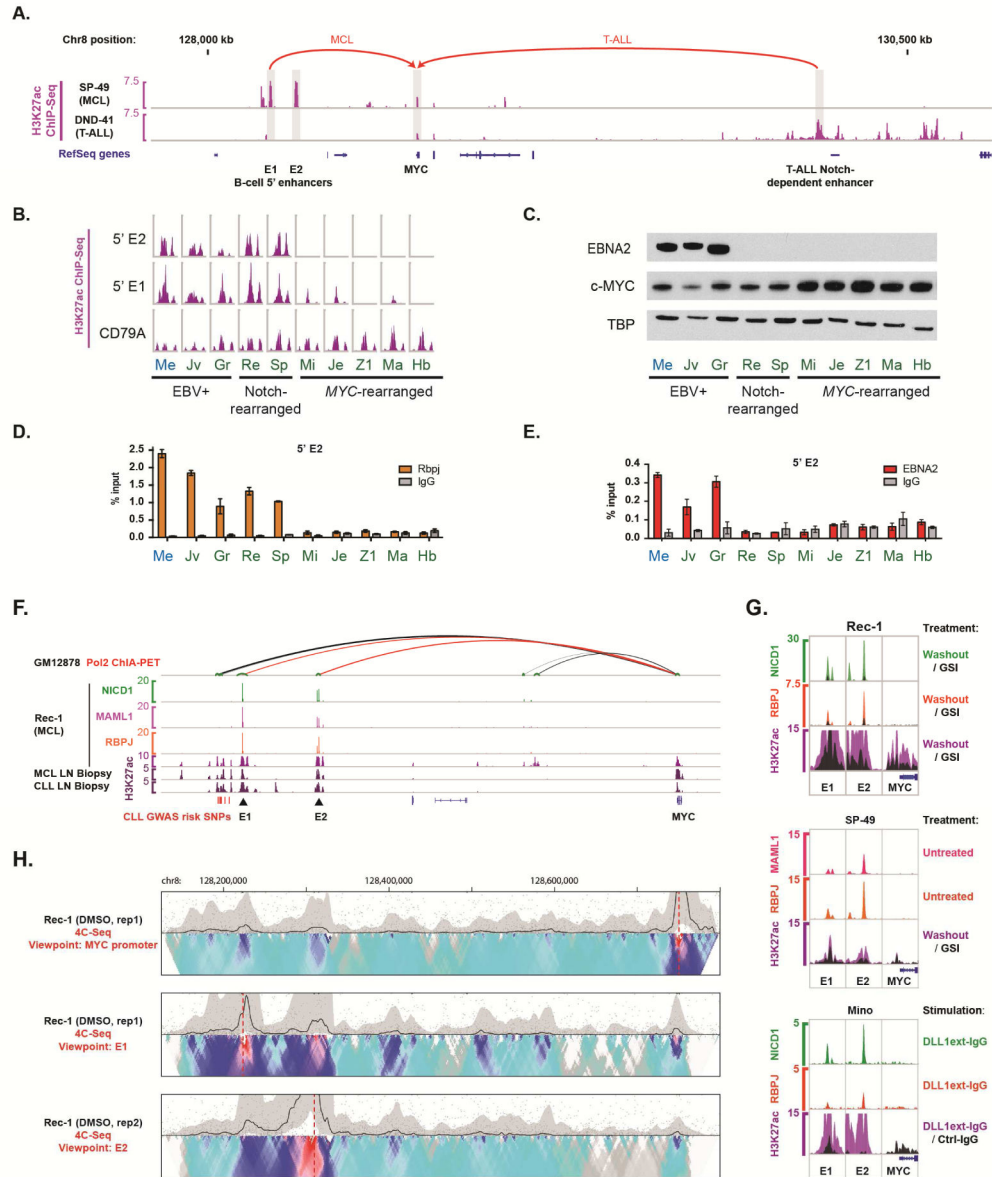 A.
Chr8 position: 128,000 kb 130,500 kb
MCL T-ALL
H3K27ac ChIP-Seq
7.5 SP-49 (MCL)
7.5 DND-41 (T-ALL)
RefSeq genes
E1 E2 MYC T-ALL Notch-dependent enhancer
B-cell 5' enhancers
B.
H3K27ac ChIP-Seq
5' E2
5' E1
CD79A
Me Jv Gr Re Sp Mi Je Z1 Ma Hb
EBV+ Notch-rearranged MYC-rearranged
C.
EBNA2
c-MYC
TBP
Me Jv Gr Re Sp Mi Je Z1 Ma Hb
EBV+ Notch-rearranged MYC-rearranged
D.
5' E2
% input
2.5
2.0
1.5
1.0
0.5
0.0
Rbpj
IgG
Me Jv Gr Re Sp Mi Je Z1 Ma Hb
E.
5' E2
% input
0.4
0.3
0.2
0.1
0.0
EBNA2
IgG
Me Jv Gr Re Sp Mi Je Z1 Ma Hb
F.
GM12878 Pol2 ChIA-PET
Rec-1 (MCL)
20 NICD1
20 MAML1
20 RBPJ
10
MCL LN Biopsy 5
CLL LN Biopsy 5
H3K27ac
CLL GWAS risk SNPs E1 E2 MYC
G.
Rec-1 Treatment:
30 NICD1 Washout / GSI
7.5 RBPJ Washout / GSI
15 H3K27ac Washout / GSI
E1 E2 MYC
SP-49 Treatment:
15 MAML1 Untreated
15 RBPJ Untreated
15 H3K27ac Washout / GSI
E1 E2 MYC
Mino Stimulation:
5 NICD1 DLL1ext-IgG
5 RBPJ DLL1ext-IgG
15 H3K27ac DLL1ext-IgG / Ctrl-IgG
E1 E2 MYC
H.
chr8: 128,200,000 128,400,000 128,600,000
Rec-1 (DMSO, rep1)
4C-Seq
Viewpoint: MYC promoter
Rec-1 (DMSO, rep1)
4C-Seq
Viewpoint: E1
Rec-1 (DMSO, rep2)
4C-Seq
Viewpoint: E2